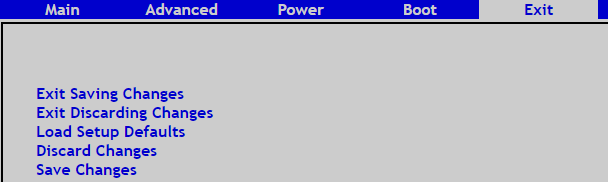 Main Advanced Power Boot Exit
Exit Saving Changes
Exit Discarding Changes
Load Setup Defaults
Discard Changes
Save Changes